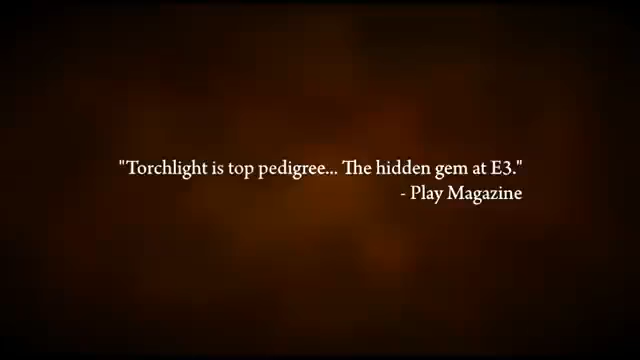 "Torchlight is top pedigree... The hidden gem at E3."
- Play Magazine